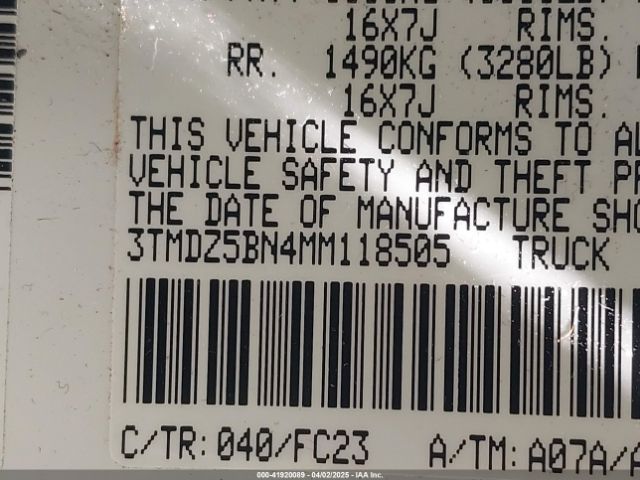 16X7J RIMS.
RR. 1490KG (3280LB)
16X7J RIMS.
THIS VEHICLE CONFORMS TO
VEHICLE SAFETY AND THEFT
THE DATE OF MANUFACTURE
3TMDZ5BN4MM118505 TRUCK
C/TR:040/FC23 A/TM:A07A/
000-41920089 - 04/02/2025 - IAA Inc.